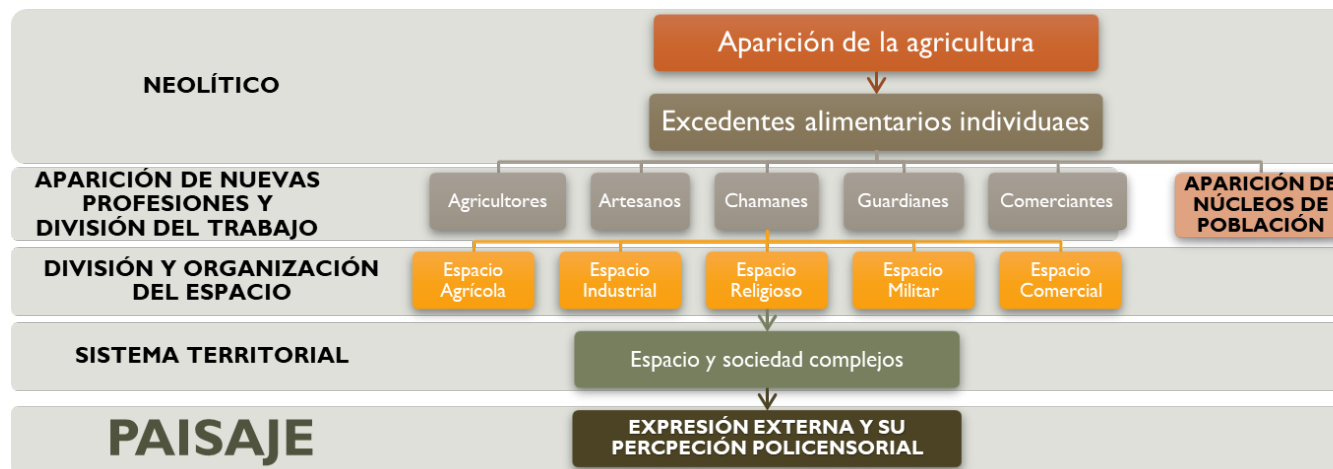 Aparición de la agricultura
NEOLÍTICO
Excedentes alimentarios individuaes
APARICIÓN DE NUEVAS
PROFESIONES Y
DIVISIÓN DEL TRABAJO
Agricultores
Artesanos
Chamanes
Guardianes
Comerciantes
APARICIÓN DE
NÚCLEOS DE
POBLACIÓN
DIVISIÓN Y ORGANIZACIÓN
DEL ESPACIO
Espacio
Agrícola
Espacio
Industrial
Espacio
Religioso
Espacio
Militar
Espacio
Comercial
SISTEMA TERRITORIAL
Espacio y sociedad complejos
PAISAJE
EXPRESIÓN EXTERNA Y SU
PERCPECIÓN POLICENSORIAL